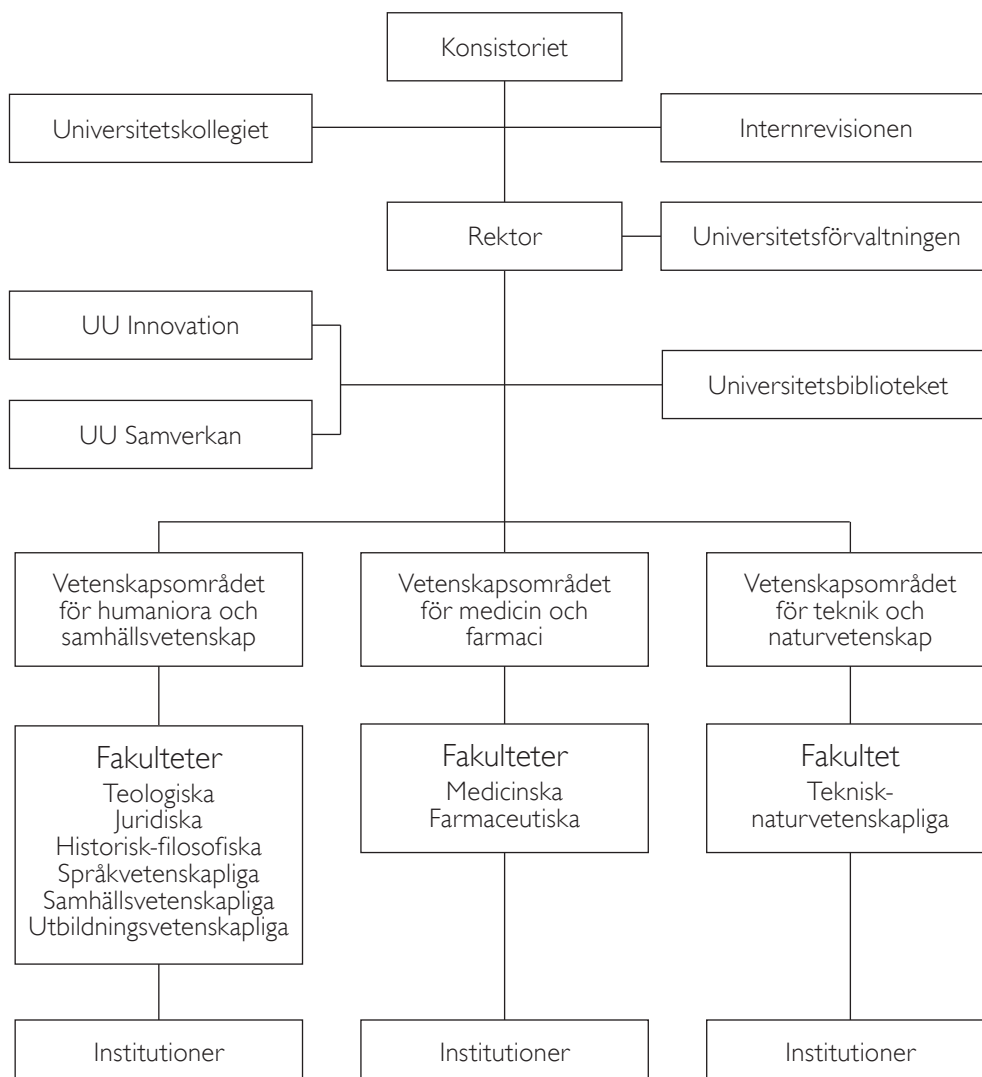 Konsistoriet
Universitetskollegiet
Internrevisionen
Rektor
Universitetsförvaltningen
UU Innovation
Universitetsbiblioteket
UU Samverkan
Vetenskapsområdet
för humaniora och
samhällsvetenskap
Vetenskapsområdet
för medicin och
farmaci
Vetenskapsområdet
för teknik och
naturvetenskap
Fakulteter
Teologiska
Juridiska
Historisk-filosofiska
Språkvetenskapliga
Samhällsvetenskapliga
Utbildningsvetenskapliga
Fakulteter
Medicinska
Farmaceutiska
Fakultet
Teknisk-
naturvetenskapliga
Institutioner
Institutioner
Institutioner